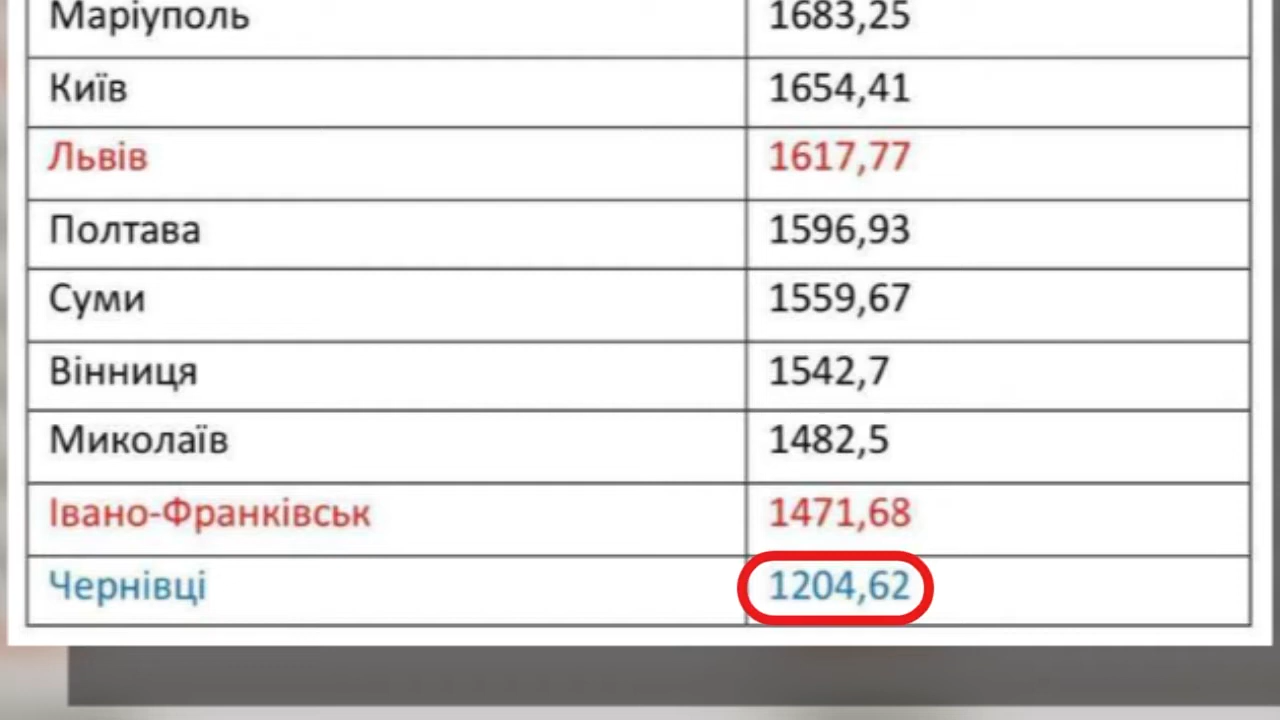 Маріуполь 1683,25
Київ 1654,41
Львів 1617,77
Полтава 1596,93
Суми 1559,67
Вінниця 1542,7
Миколаїв 1482,5
Івано-Франківськ 1471,68
Чернівці 1204,62